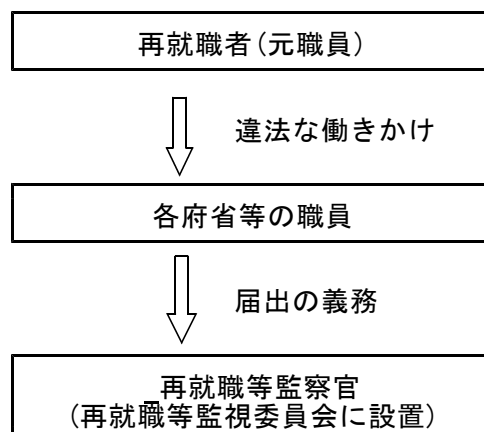 再就職者(元職員)
違法な働きかけ
各府省等の職員
届出の義務
再就職等監察官
(再就職等監視委員会に設置)